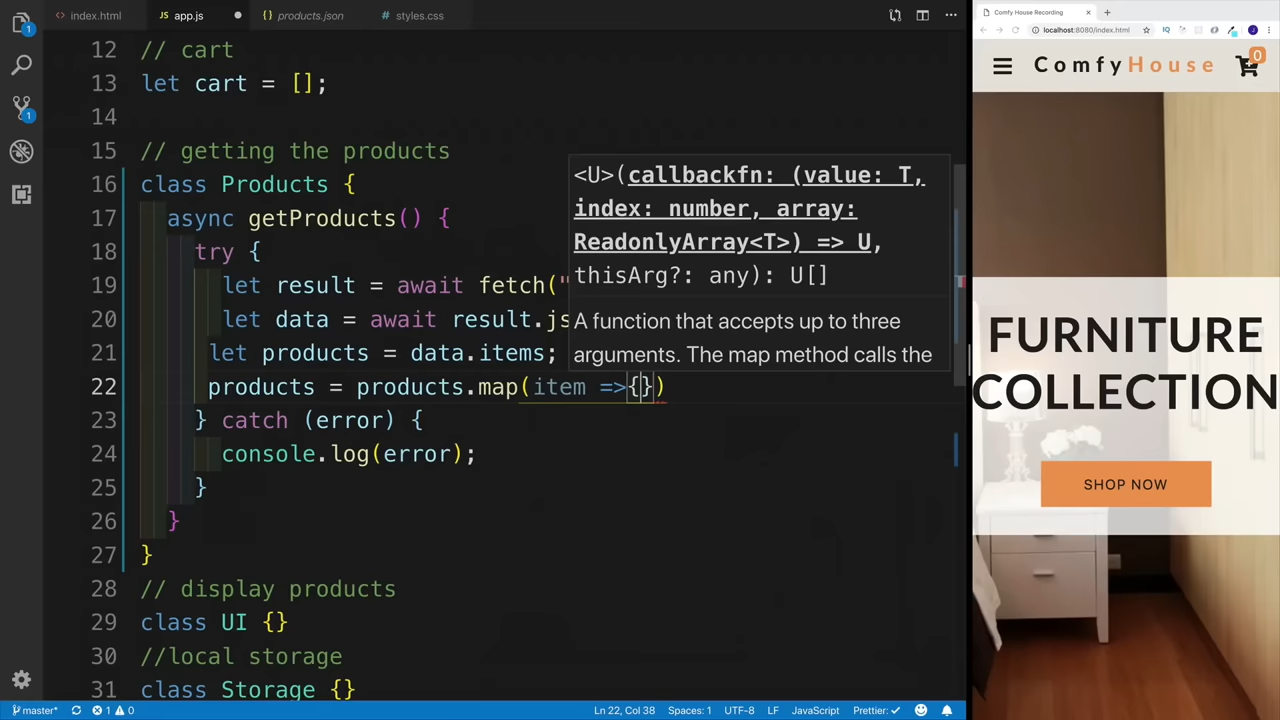 index.html
app.js
products.json
styles.css
Comfy House Recording
localhost:8080/index.html
12 // cart
13 let cart = [];
14
15 // getting the products
16 class Products {
17 async getProducts() {
18 try {
19 let result = await fetch("
20 let data = await result.js
21 let products = data.items;
22 products = products.map(item =>{})
23 } catch (error) {
24 console.log(error);
25 }
26 }
27 }
28 // display products
29 class UI {}
30 //local storage
31 class Storage {}
<U>(callbackfn: (value: T,
index: number, array:
ReadonlyArray<T>) => U,
thisArg?: any): U[]
A function that accepts up to three
arguments. The map method calls the
1
1
master*
1
0
Ln 22, Col 38
Spaces: 1
UTF-8
LF
JavaScript
Prettier: ✓
ComfyHouse
0
FURNITURE
COLLECTION
SHOP NOW